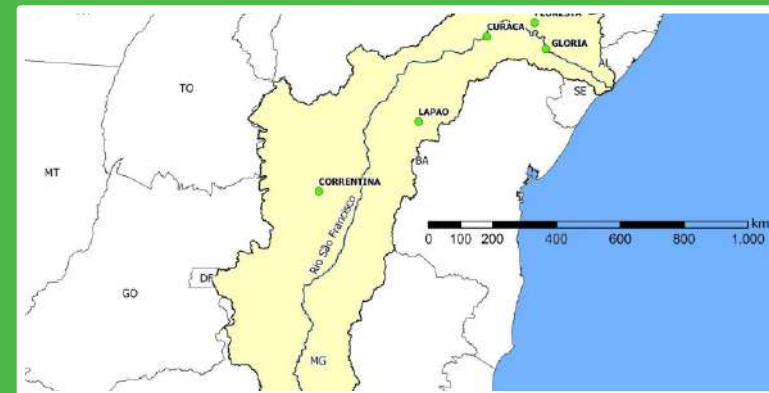 FLORESTA
CURACA
GLORIA
AL
TO
SE
LAPAO
BA
MT
CORRENTINA
Rio São Francisco
km
0 100 200 400 600 800 1.000
DF
GO
MG